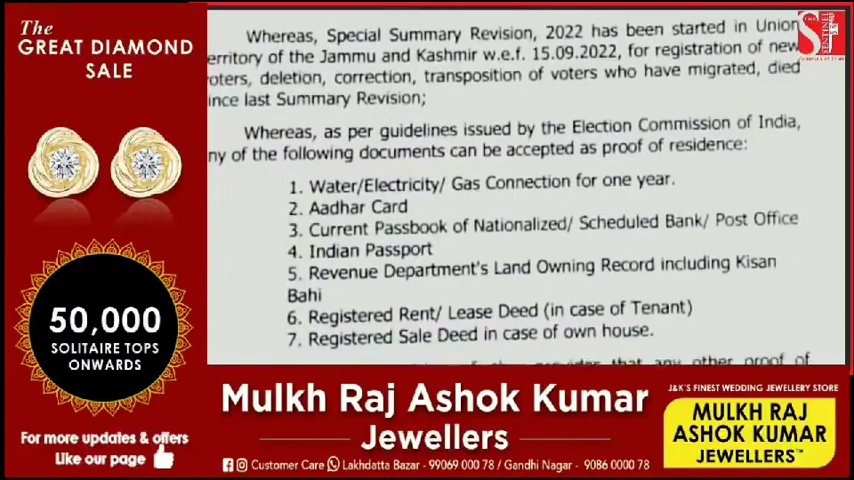 The
GREAT DIAMOND
SALE
50,000
SOLITAIRE TOPS
ONWARDS
For more updates & offers
Like our page
Whereas, Special Summary Revision, 2022 has been started in Union
erritory of the Jammu and Kashmir w.e.f. 15.09.2022, for registration of new
oters, deletion, correction, transposition of voters who have migrated, died
ince last Summary Revision;
Whereas, as per guidelines issued by the Election Commission of India,
ny of the following documents can be accepted as proof of residence:
1. Water/Electricity/ Gas Connection for one year.
2. Aadhar Card
3. Current Passbook of Nationalized/ Scheduled Bank/ Post Office
4. Indian Passport
5. Revenue Department's Land Owning Record including Kisan
Bahi
6. Registered Rent/ Lease Deed (in case of Tenant)
7. Registered Sale Deed in case of own house.
that any other proof of
Mulkh Raj Ashok Kumar
Jewellers
Customer Care Lakhdatta Bazar - 99069 000 78 / Gandhi Nagar - 9086 0000 78
J&K'S FINEST WEDDING JEWELLERY STORE
MULKH RAJ
ASHOK KUMAR
JEWELLERS™